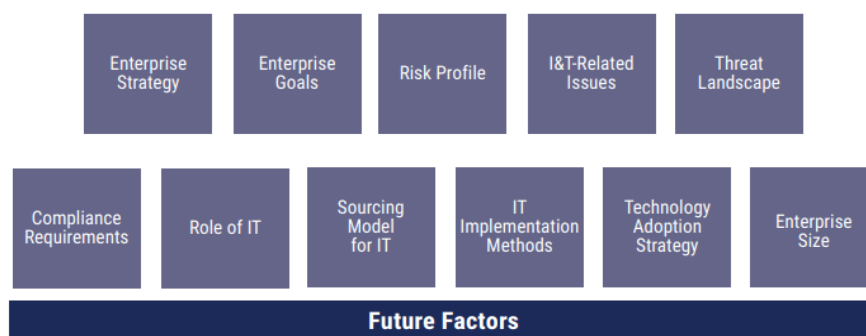 Enterprise
Strategy
Enterprise
Goals
Risk Profile
I&T-Related
Issues
Threat
Landscape
Compliance
Requirements
Role of IT
Sourcing
Model
for IT
IT
Implementation
Methods
Technology
Adoption
Strategy
Enterprise
Size
Future Factors